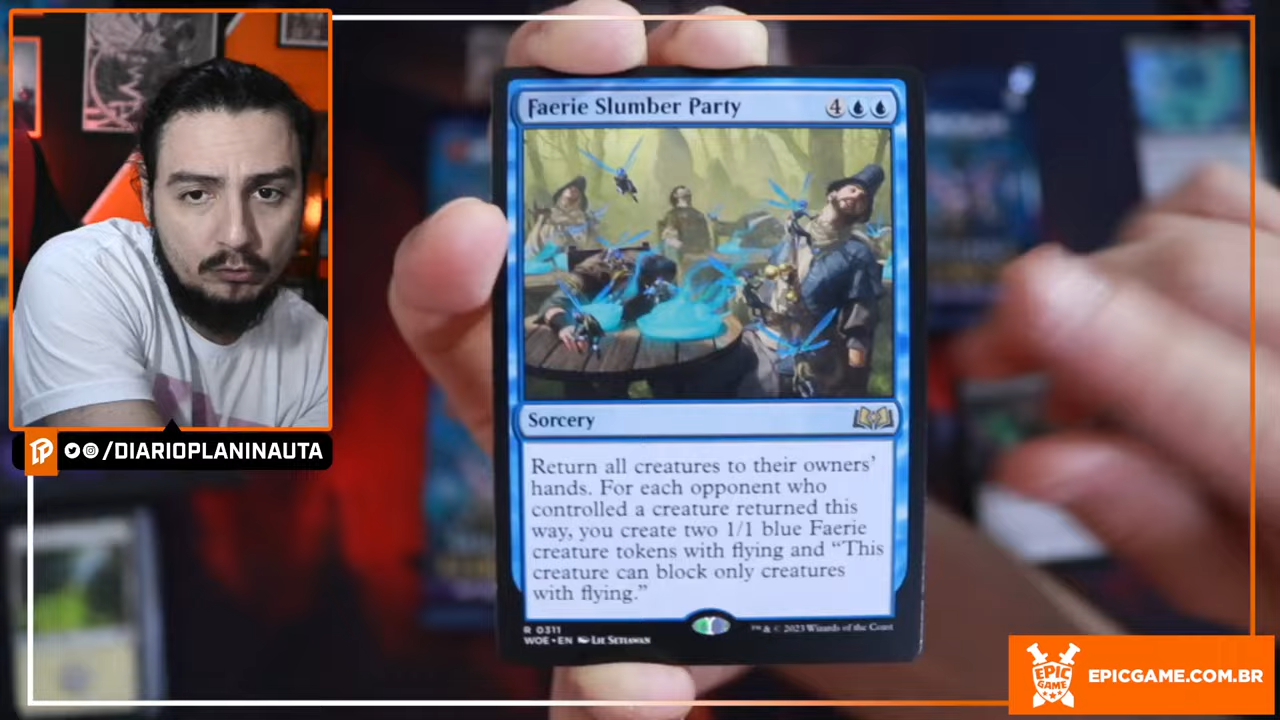 Faerie Slumber Party 4
Sorcery
Return all creatures to their owners’
hands. For each opponent who
controlled a creature returned this
way, you create two 1/1 blue Faerie
creature tokens with flying and “This
creature can block only creatures
with flying.”
R 0311
WOE • EN Lie Setiawan
™ & © 2023 Wizards of the Coast
/DIARIOPLANINAUTA
EPIC
GAME
EPICGAME.COM.BR